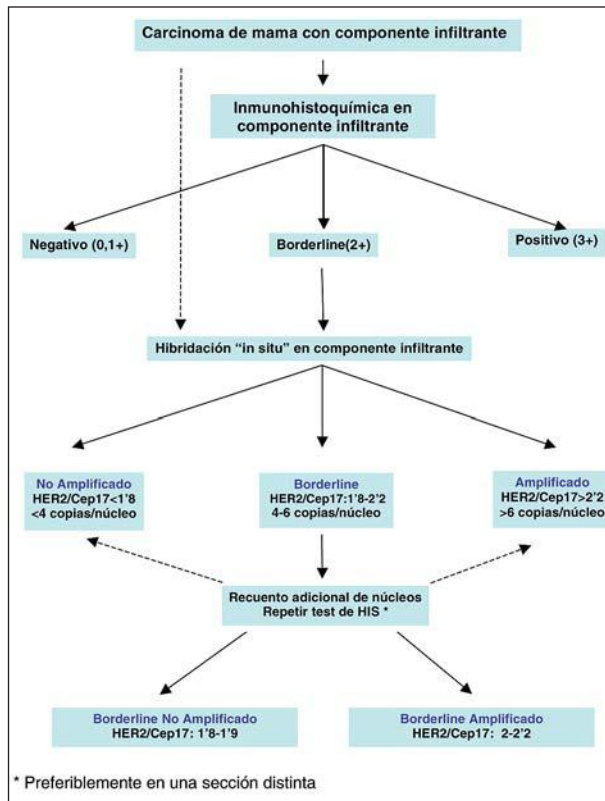 Carcinoma de mama con componente infiltrante
Inmunohistoquímica en
componente infiltrante
Negativo (0,1+)
Borderline(2+)
Positivo (3+)
Hibridación “in situ” en componente infiltrante
No Amplificado
HER2/Cep17<1'8
<4 copias/núcleo
Borderline
HER2/Cep17:1'8-2'2
4-6 copias/núcleo
Amplificado
HER2/Cep17>2'2
>6 copias/núcleo
Recuento adicional de núcleos
Repetir test de HIS *
Borderline No Amplificado
HER2/Cep17: 1'8-1'9
Borderline Amplificado
HER2/Cep17: 2-2'2
* Preferiblemente en una sección distinta